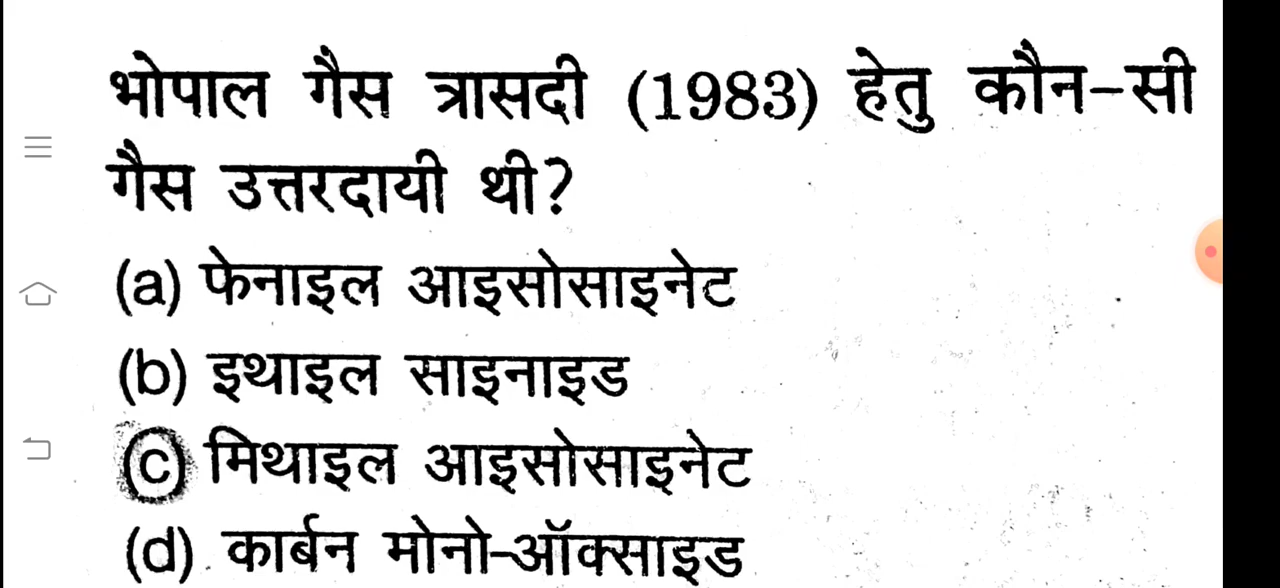 भोपाल गैस त्रासदी (1983) हेतु कौन-सी
गैस उत्तरदायी थी?
(a) फेनाइल आइसोसाइनेट
(b) इथाइल साइनाइड
(c) मिथाइल आइसोसाइनेट
(d) कार्बन मोनो-ऑक्साइड